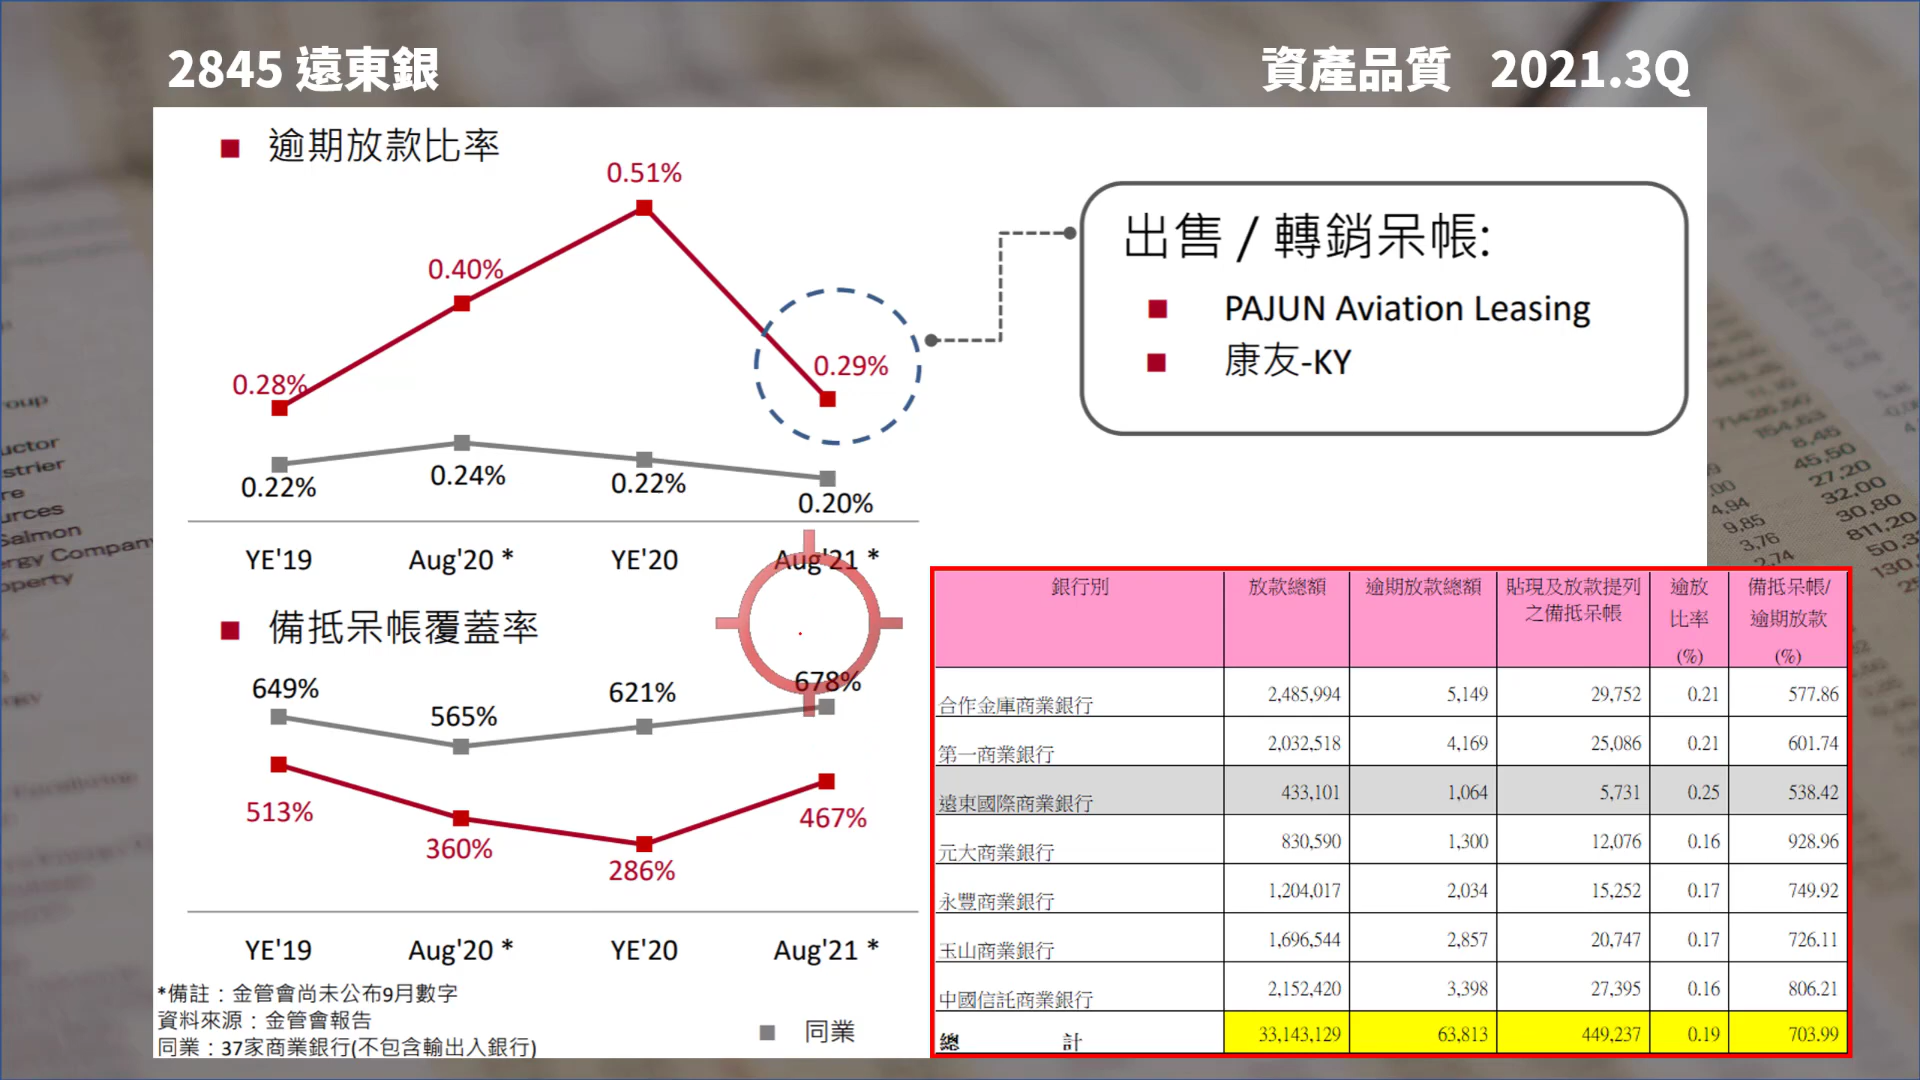 2845 遠東銀
資產品質 2021.3Q
逾期放款比率
0.51%
0.40%
0.28%
0.29%
0.22%
0.24%
0.22%
0.20%
YE'19 Aug'20 * YE'20 Aug'21 *
出售 / 轉銷呆帳:
PAJUN Aviation Leasing
康友-KY
備抵呆帳覆蓋率
649%
565%
621%
678%
513%
360%
286%
467%
YE'19 Aug'20 * YE'20 Aug'21 *
*備註：金管會尚未公布9月數字
資料來源：金管會報告
同業：37家商業銀行(不包含輸出入銀行)
同業
銀行別 放款總額 逾期放款總額 貼現及放款提列之備抵呆帳 逾放比率(%) 備抵呆帳/逾期放款(%)
合作金庫商業銀行 2,485,994 5,149 29,752 0.21 577.86
第一商業銀行 2,032,518 4,169 25,086 0.21 601.74
遠東國際商業銀行 433,101 1,064 5,731 0.25 538.42
元大商業銀行 830,590 1,300 12,076 0.16 928.96
永豐商業銀行 1,204,017 2,034 15,252 0.17 749.92
玉山商業銀行 1,696,544 2,857 20,747 0.17 726.11
中國信託商業銀行 2,152,420 3,398 27,395 0.16 806.21
總 計 33,143,129 63,813 449,237 0.19 703.99